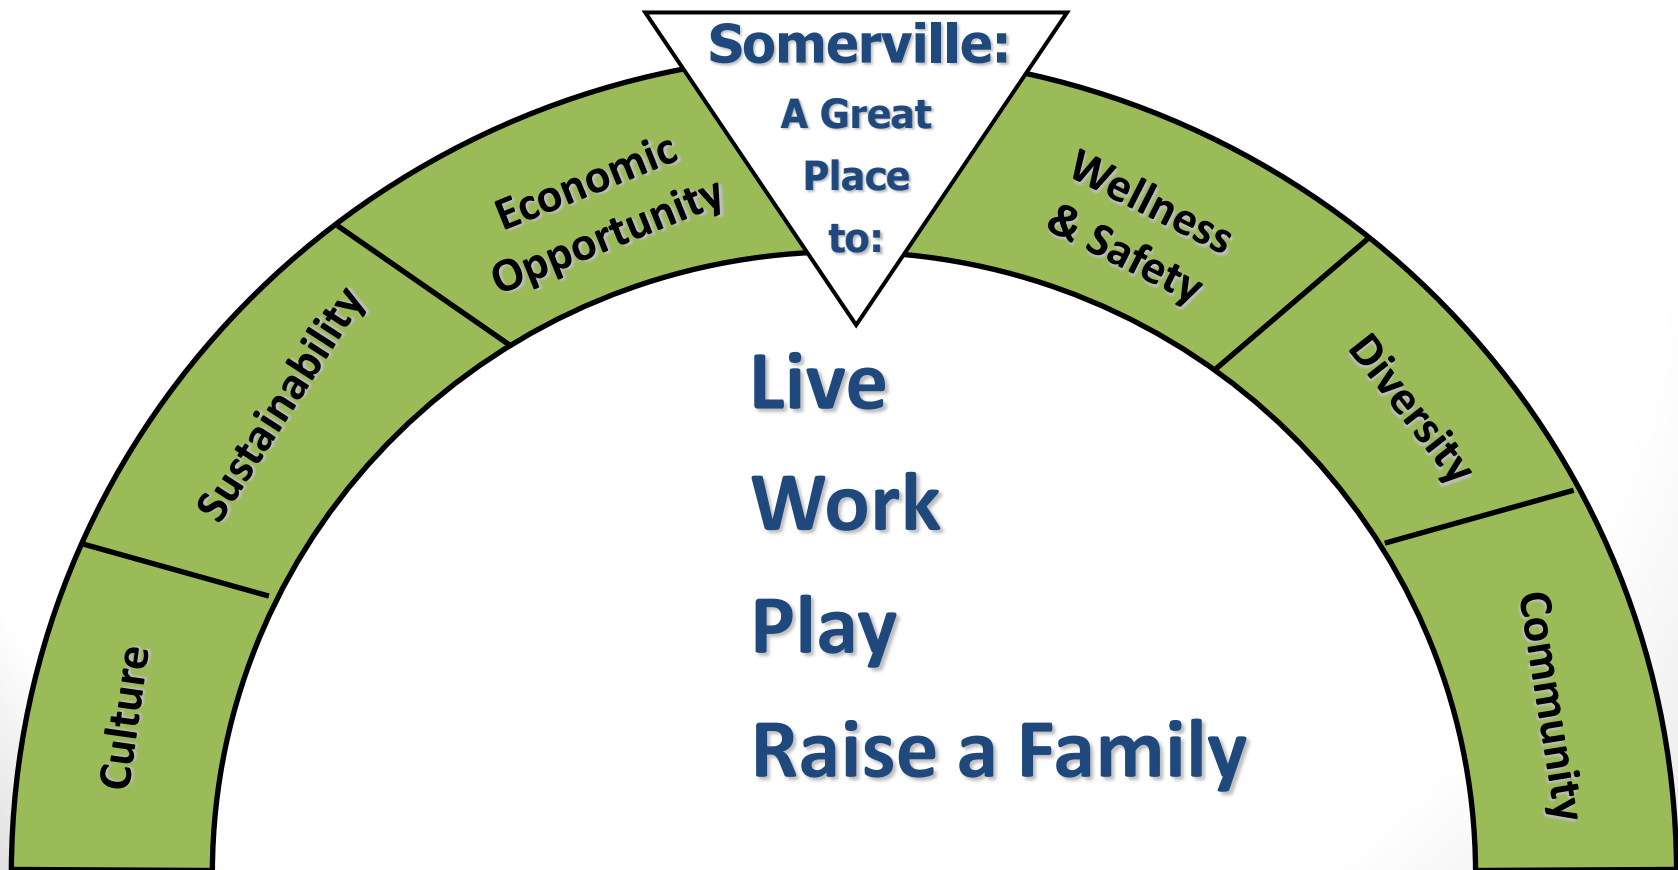 Somerville:
A Great
Place
to:
Economic
Opportunity
Wellness
& Safety
Sustainability
Diversity
Culture
Community
Live
Work
Play
Raise a Family